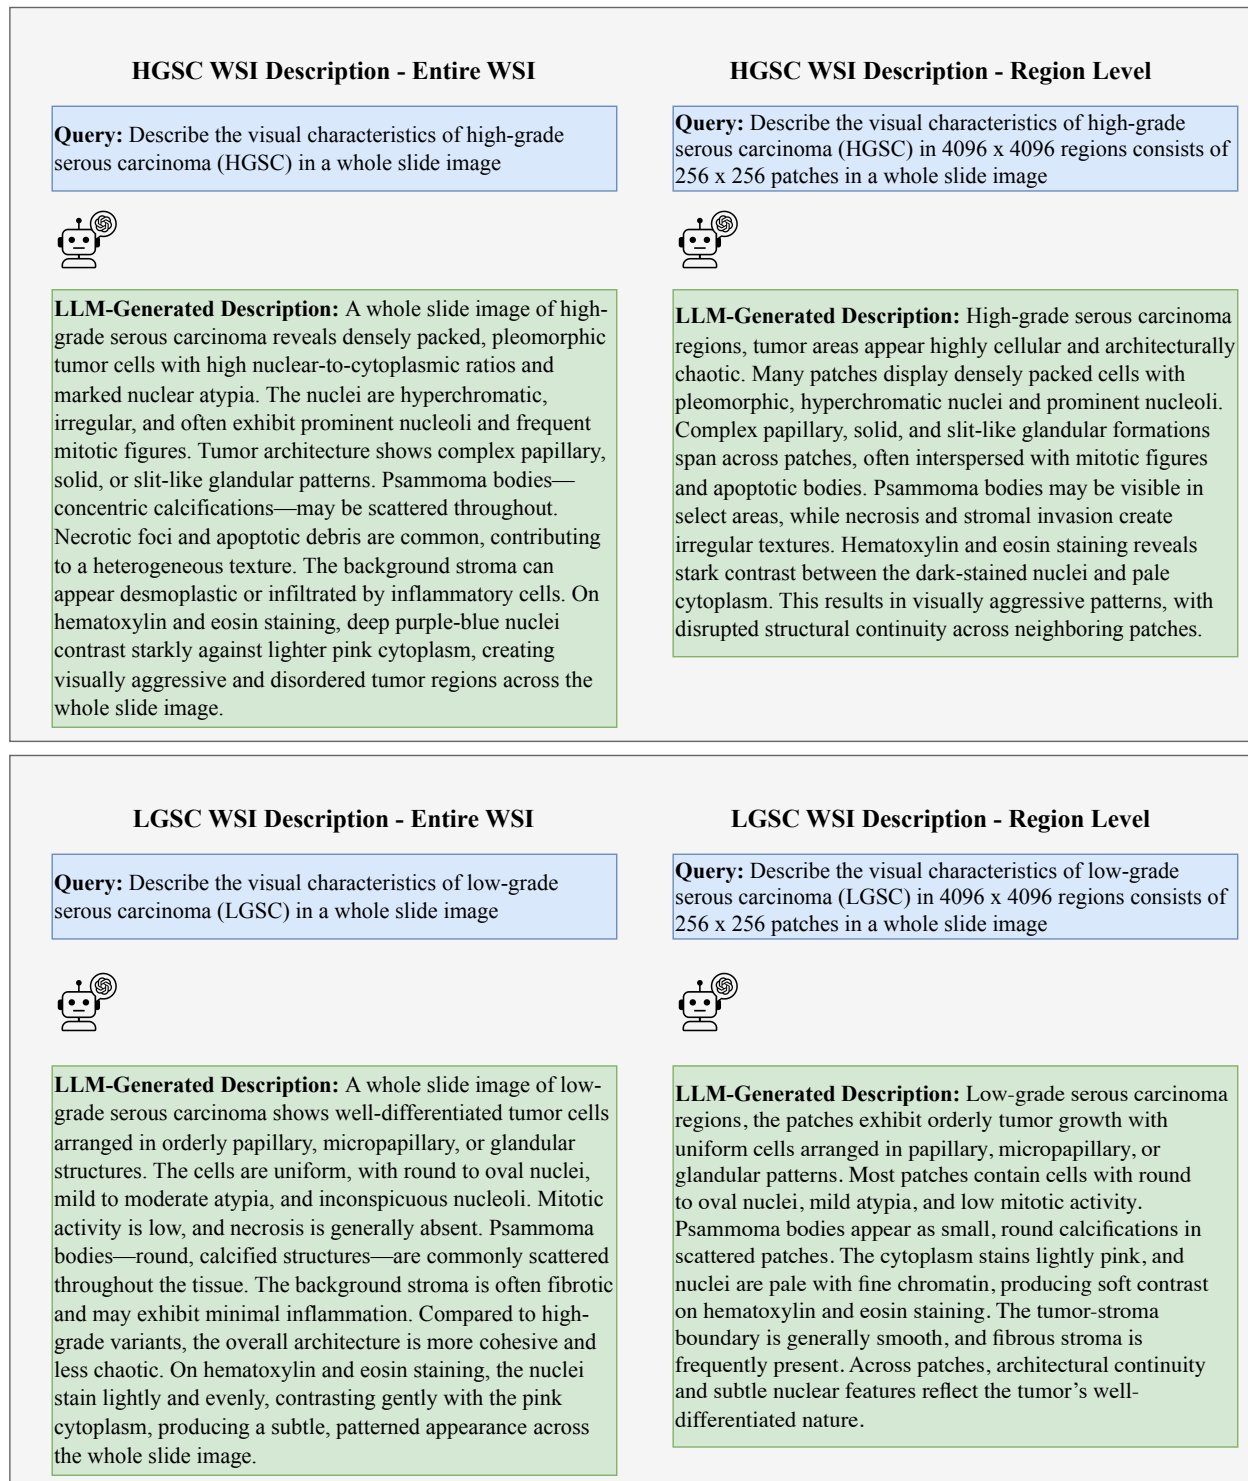 HGSC WSI Description - Entire WSI
Query: Describe the visual characteristics of high-grade
serous carcinoma (HGSC) in a whole slide image
LLM-Generated Description: A whole slide image of high-
grade serous carcinoma reveals densely packed, pleomorphic
tumor cells with high nuclear-to-cytoplasmic ratios and
marked nuclear atypia. The nuclei are hyperchromatic,
irregular, and often exhibit prominent nucleoli and frequent
mitotic figures. Tumor architecture shows complex papillary,
solid, or slit-like glandular patterns. Psammoma bodies—
concentric calcifications—may be scattered throughout.
Necrotic foci and apoptotic debris are common, contributing
to a heterogeneous texture. The background stroma can
appear desmoplastic or infiltrated by inflammatory cells. On
hematoxylin and eosin staining, deep purple-blue nuclei
contrast starkly against lighter pink cytoplasm, creating
visually aggressive and disordered tumor regions across the
whole slide image.
HGSC WSI Description - Region Level
Query: Describe the visual characteristics of high-grade
serous carcinoma (HGSC) in 4096 x 4096 regions consists of
256 x 256 patches in a whole slide image
LLM-Generated Description: High-grade serous carcinoma
regions, tumor areas appear highly cellular and architecturally
chaotic. Many patches display densely packed cells with
pleomorphic, hyperchromatic nuclei and prominent nucleoli.
Complex papillary, solid, and slit-like glandular formations
span across patches, often interspersed with mitotic figures
and apoptotic bodies. Psammoma bodies may be visible in
select areas, while necrosis and stromal invasion create
irregular textures. Hematoxylin and eosin staining reveals
stark contrast between the dark-stained nuclei and pale
cytoplasm. This results in visually aggressive patterns, with
disrupted structural continuity across neighboring patches.
LGSC WSI Description - Entire WSI
Query: Describe the visual characteristics of low-grade
serous carcinoma (LGSC) in a whole slide image
LLM-Generated Description: A whole slide image of low-
grade serous carcinoma shows well-differentiated tumor cells
arranged in orderly papillary, micropapillary, or glandular
structures. The cells are uniform, with round to oval nuclei,
mild to moderate atypia, and inconspicuous nucleoli. Mitotic
activity is low, and necrosis is generally absent. Psammoma
bodies—round, calcified structures—are commonly scattered
throughout the tissue. The background stroma is often fibrotic
and may exhibit minimal inflammation. Compared to high-
grade variants, the overall architecture is more cohesive and
less chaotic. On hematoxylin and eosin staining, the nuclei
stain lightly and evenly, contrasting gently with the pink
cytoplasm, producing a subtle, patterned appearance across
the whole slide image.
LGSC WSI Description - Region Level
Query: Describe the visual characteristics of low-grade
serous carcinoma (LGSC) in 4096 x 4096 regions consists of
256 x 256 patches in a whole slide image
LLM-Generated Description: Low-grade serous carcinoma
regions, the patches exhibit orderly tumor growth with
uniform cells arranged in papillary, micropapillary, or
glandular patterns. Most patches contain cells with round
to oval nuclei, mild atypia, and low mitotic activity.
Psammoma bodies appear as small, round calcifications in
scattered patches. The cytoplasm stains lightly pink, and
nuclei are pale with fine chromatin, producing soft contrast
on hematoxylin and eosin staining. The tumor-stroma
boundary is generally smooth, and fibrous stroma is
frequently present. Across patches, architectural continuity
and subtle nuclear features reflect the tumor’s well-
differentiated nature.